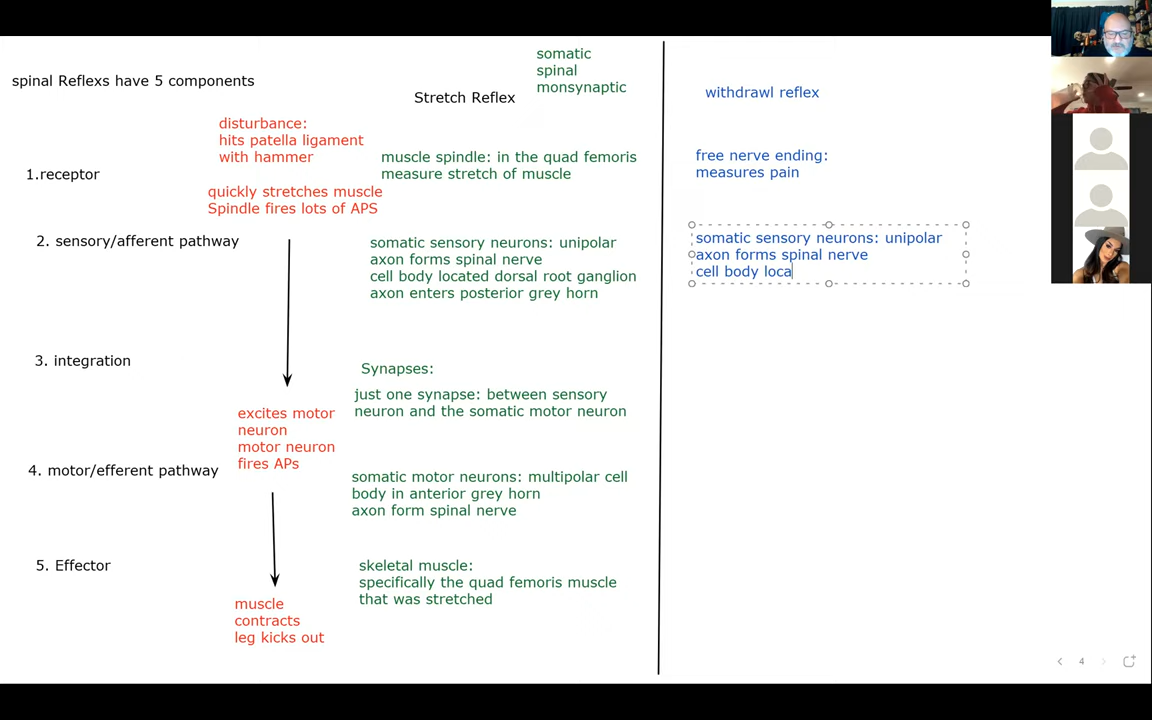 somatic
spinal
monsynaptic
spinal Reflexs have 5 components
Stretch Reflex
withdrawl reflex
disturbance:
hits patella ligament
with hammer
muscle spindle: in the quad femoris
measure stretch of muscle
free nerve ending:
measures pain
1.receptor
quickly stretches muscle
Spindle fires lots of APS
2. sensory/afferent pathway
somatic sensory neurons: unipolar
axon forms spinal nerve
cell body located dorsal root ganglion
axon enters posterior grey horn
somatic sensory neurons: unipolar
axon forms spinal nerve
cell body loca
3. integration
Synapses:
just one synapse: between sensory
neuron and the somatic motor neuron
excites motor
neuron
motor neuron
fires APs
4. motor/efferent pathway
somatic motor neurons: multipolar cell
body in anterior grey horn
axon form spinal nerve
5. Effector
skeletal muscle:
specifically the quad femoris muscle
that was stretched
muscle
contracts
leg kicks out
4